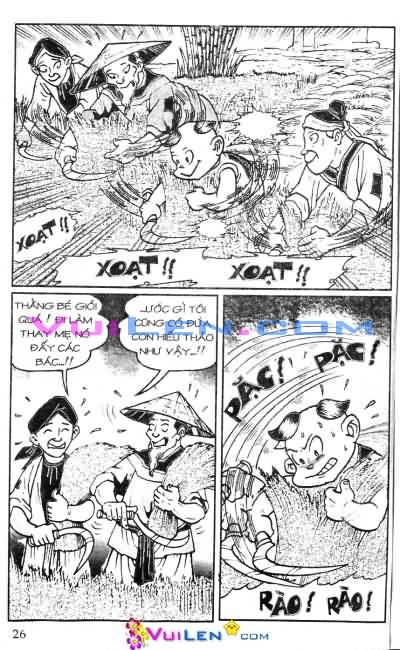 XOẠT !!
XOẠT !!
XOẠT !!
THẰNG BÉ GIỎI
QUÁ ! ĐI LÀM
THAY MẸ NÓ
ĐẤY CÁC
BÁC...!!
...ƯỚC GÌ TÔI
CŨNG CÓ ĐỨA
CON HIẾU THẢO
NHƯ VẬY...!!
PẶC! PẶC!
RÀO! RÀO!
VUILEN.COM
26
VUILEN.COM